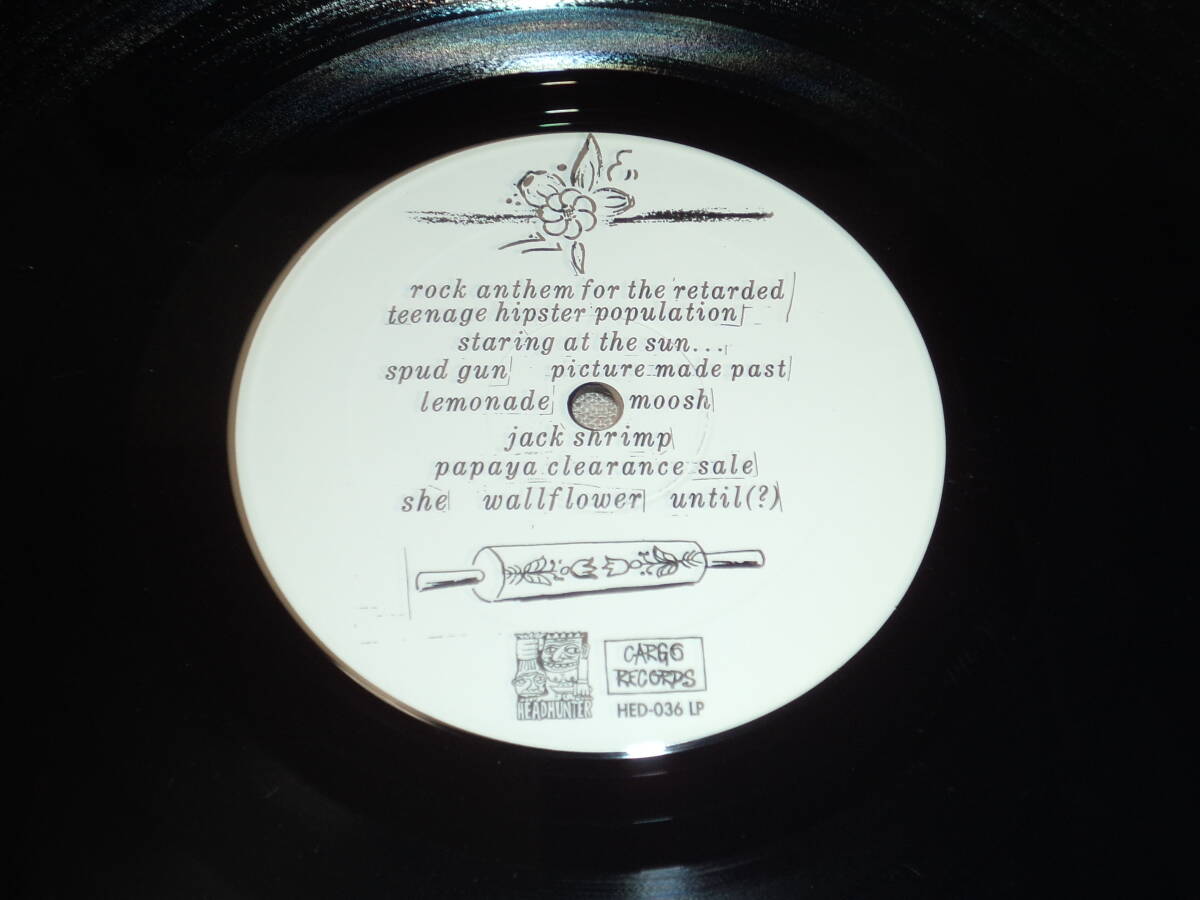 rock anthem for the retarded
teenage hipster population
staring at the sun...
spud gun picture made past
lemonade moosh
jack shrimp
papaya clearance sale
she wallflower until(?)
HEADHUNTER
CARGO
RECORDS
HED-036 LP